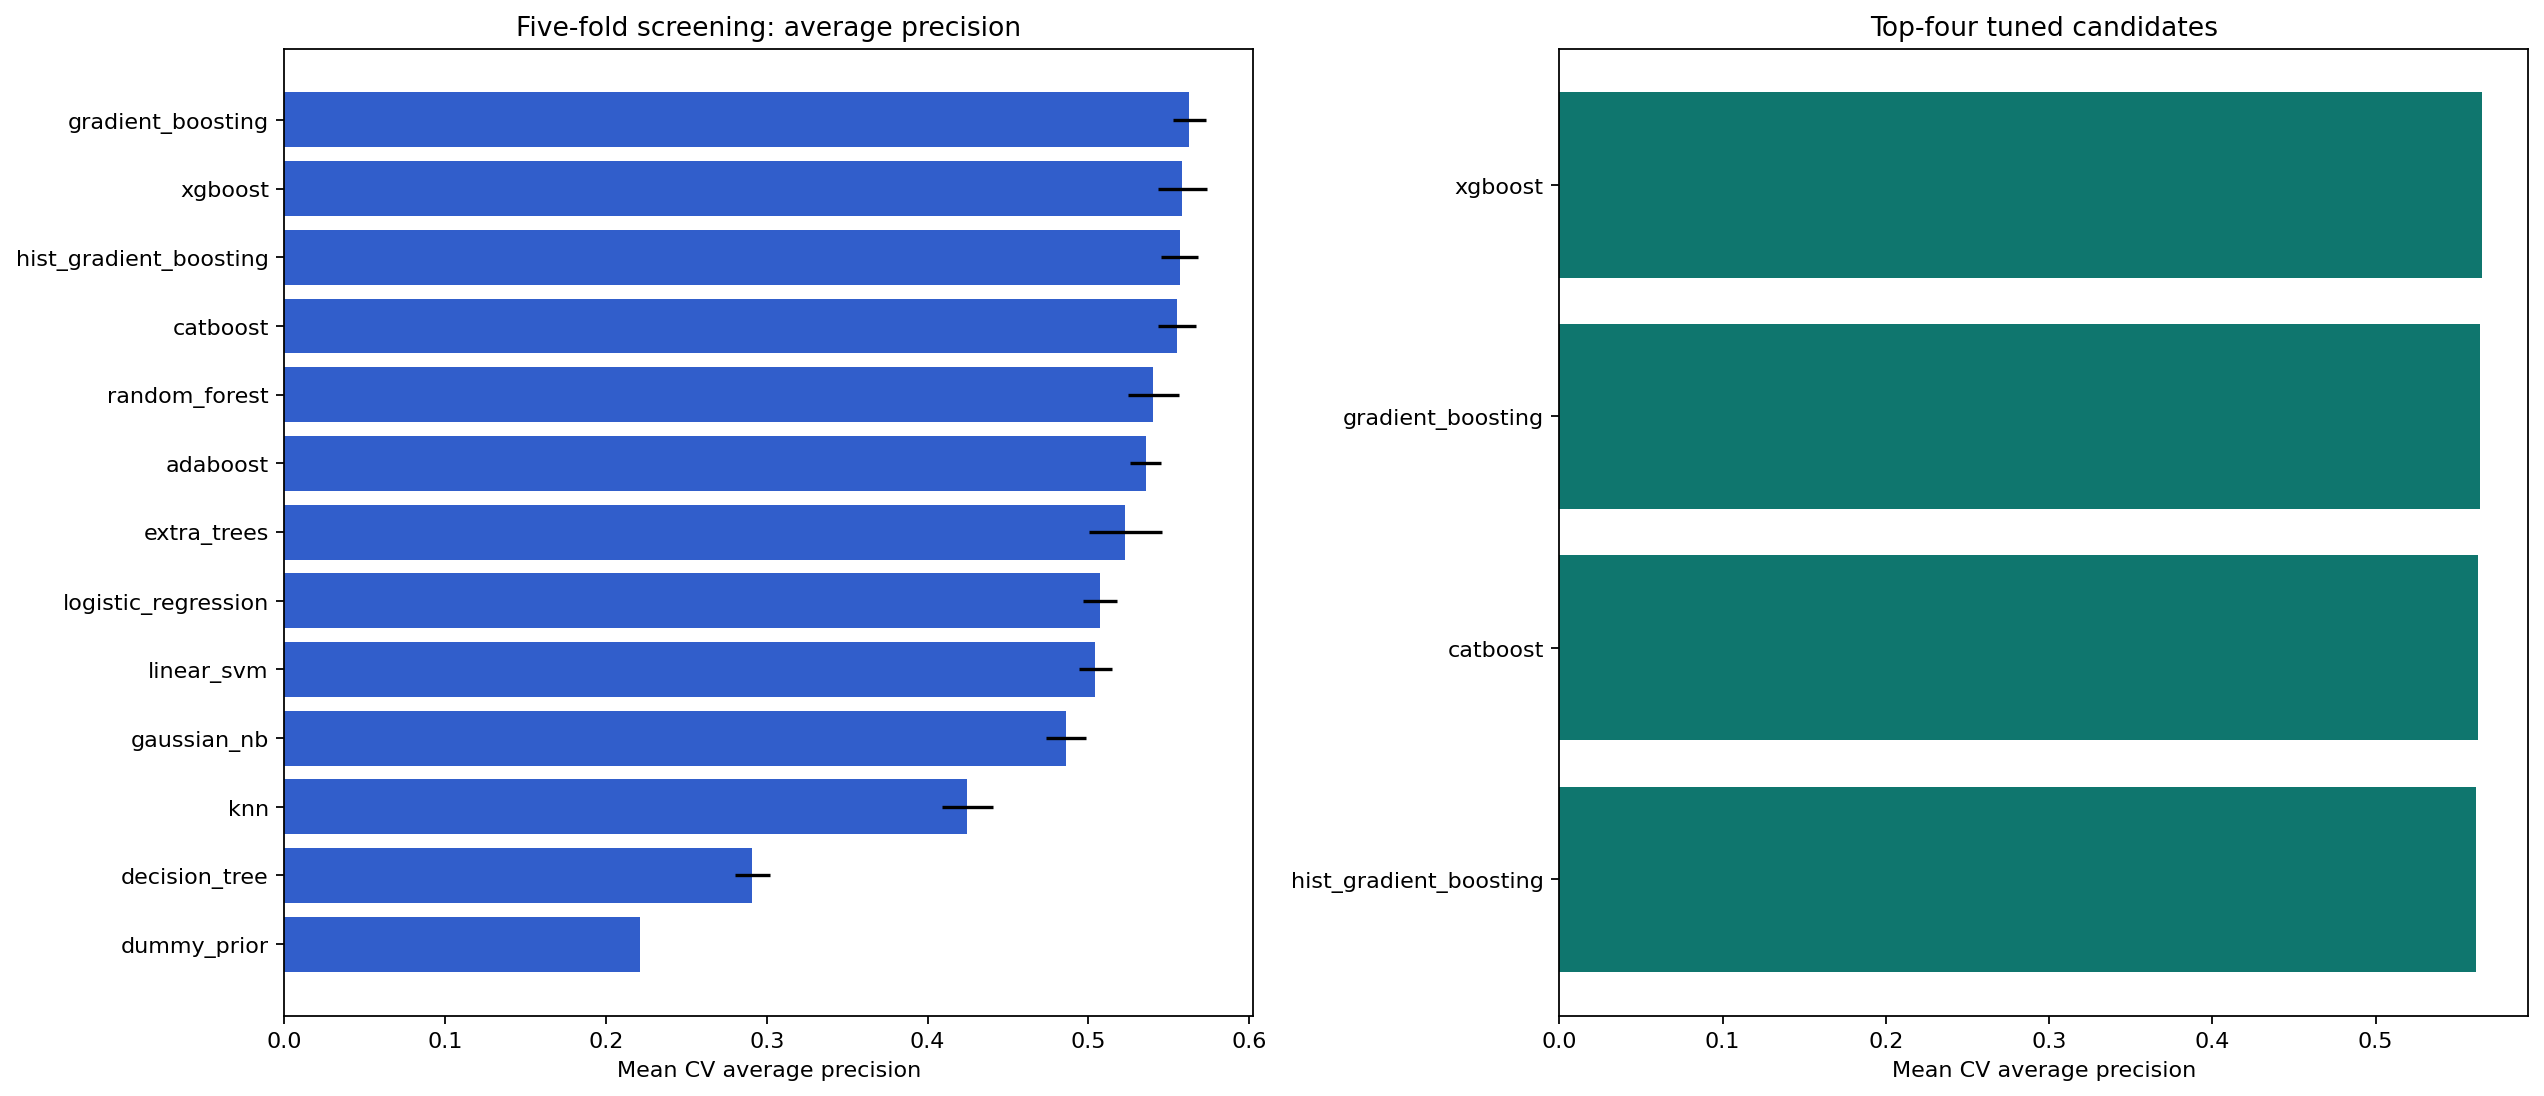 Five-fold screening: average precision
gradient_boosting
xgboost
hist_gradient_boosting
catboost
random_forest
adaboost
extra_trees
logistic_regression
linear_svm
gaussian_nb
knn
decision_tree
dummy_prior
0.0 0.1 0.2 0.3 0.4 0.5 0.6
Mean CV average precision
Top-four tuned candidates
xgboost
gradient_boosting
catboost
hist_gradient_boosting
0.0 0.1 0.2 0.3 0.4 0.5
Mean CV average precision